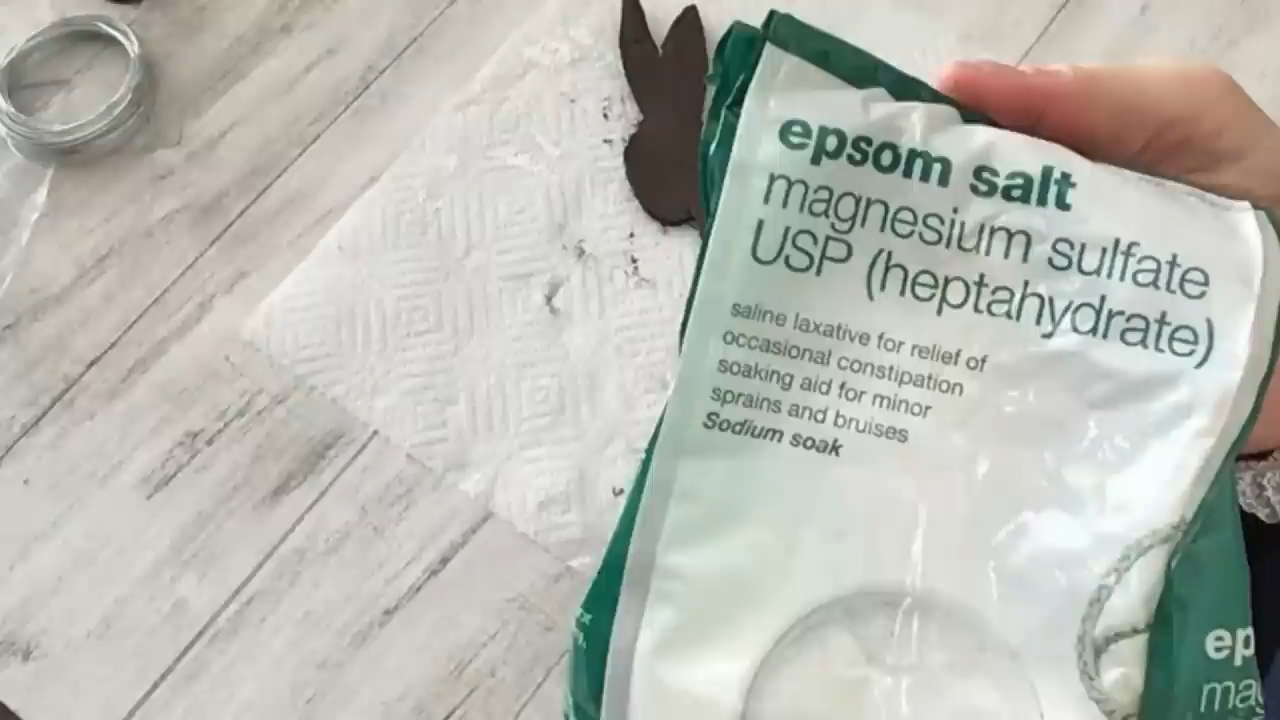 epsom salt
magnesium sulfate
USP (heptahydrate)
saline laxative for relief of
occasional constipation
soaking aid for minor
sprains and bruises
Sodium soak
ep
ma